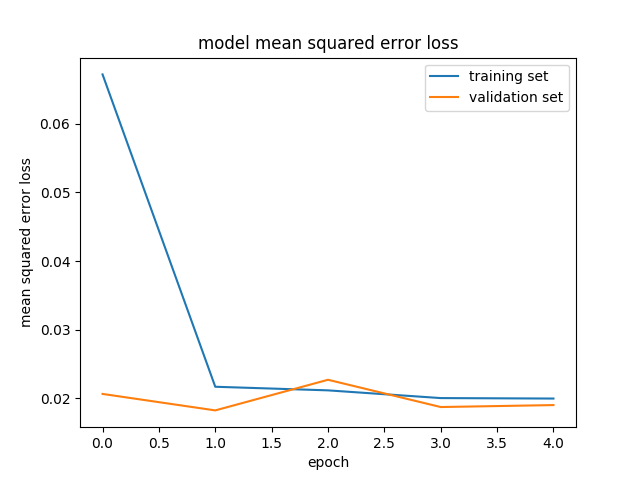 model mean squared error loss
training set
validation set
0.06
0.05
0.04
0.03
0.02
mean squared error loss
0.0 0.5 1.0 1.5 2.0 2.5 3.0 3.5 4.0
epoch